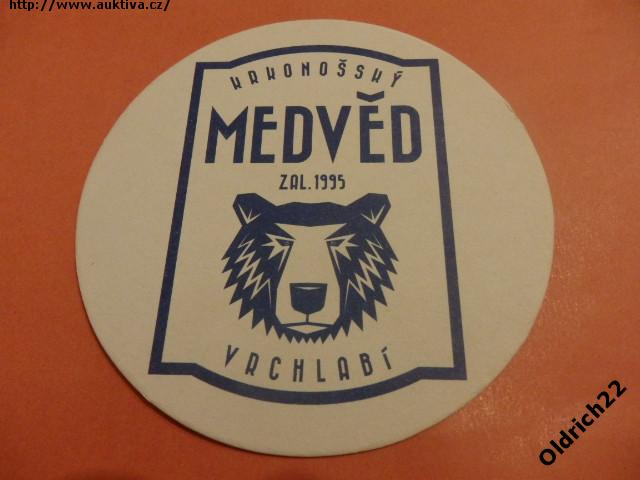 http://www.auktiva.cz/
KRKONOŠSKÝ
MEDVĚD
ZAL.1995
VRCHLABÍ
Oldrich22